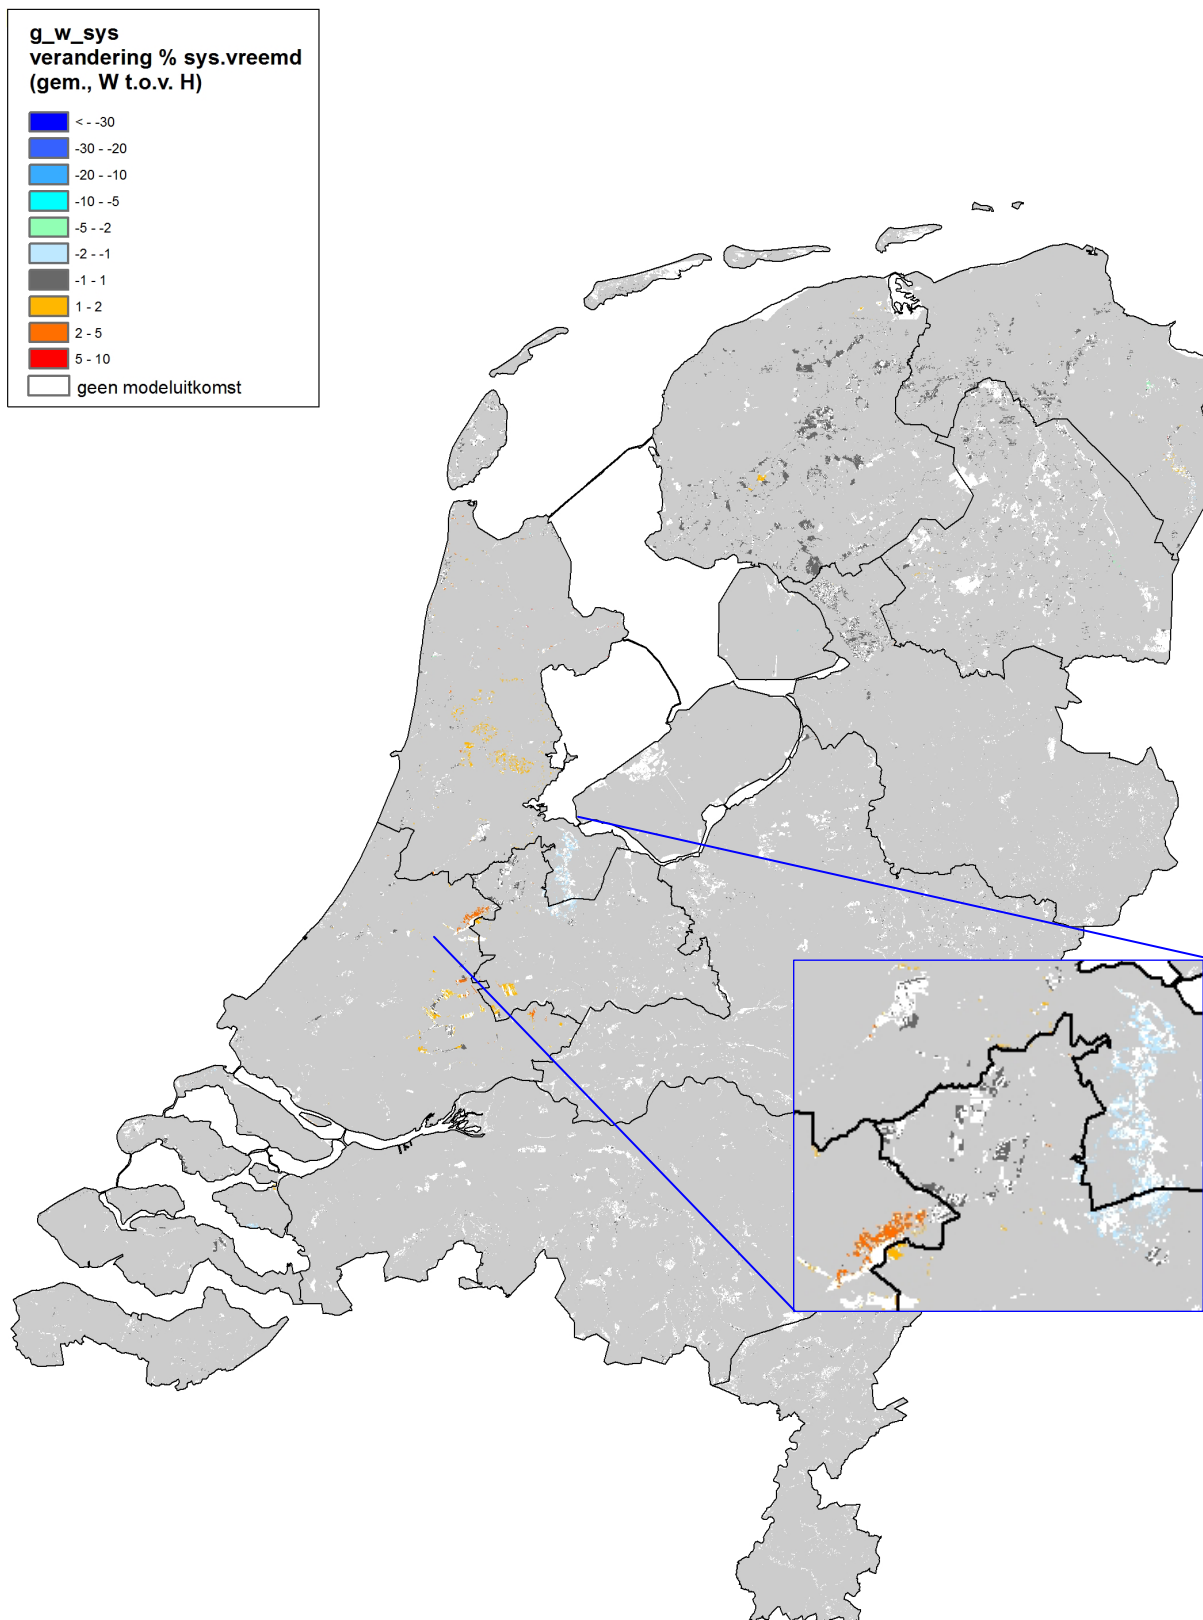 g_w_sys
verandering % sys.vreemd
(gem., W t.o.v. H)
< - -30
-30 - -20
-20 - -10
-10 - -5
-5 - -2
-2 - -1
-1 - 1
1 - 2
2 - 5
5 - 10
geen modeluitkomst